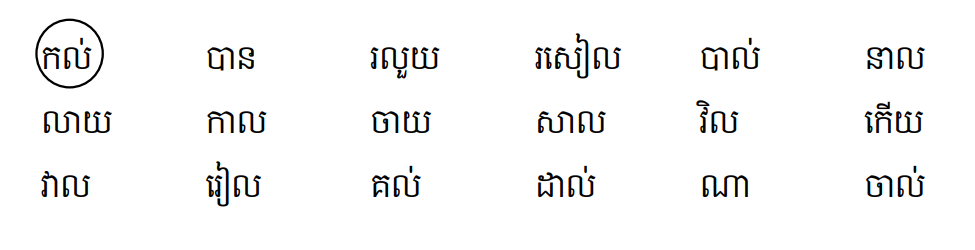 កល់ បាន រលួយ រសៀល បាល់ នាល
លាយ កាល ចាយ សាល វិល កើយ
វាល រៀល គល់ ដាល់ ណា ចាល់